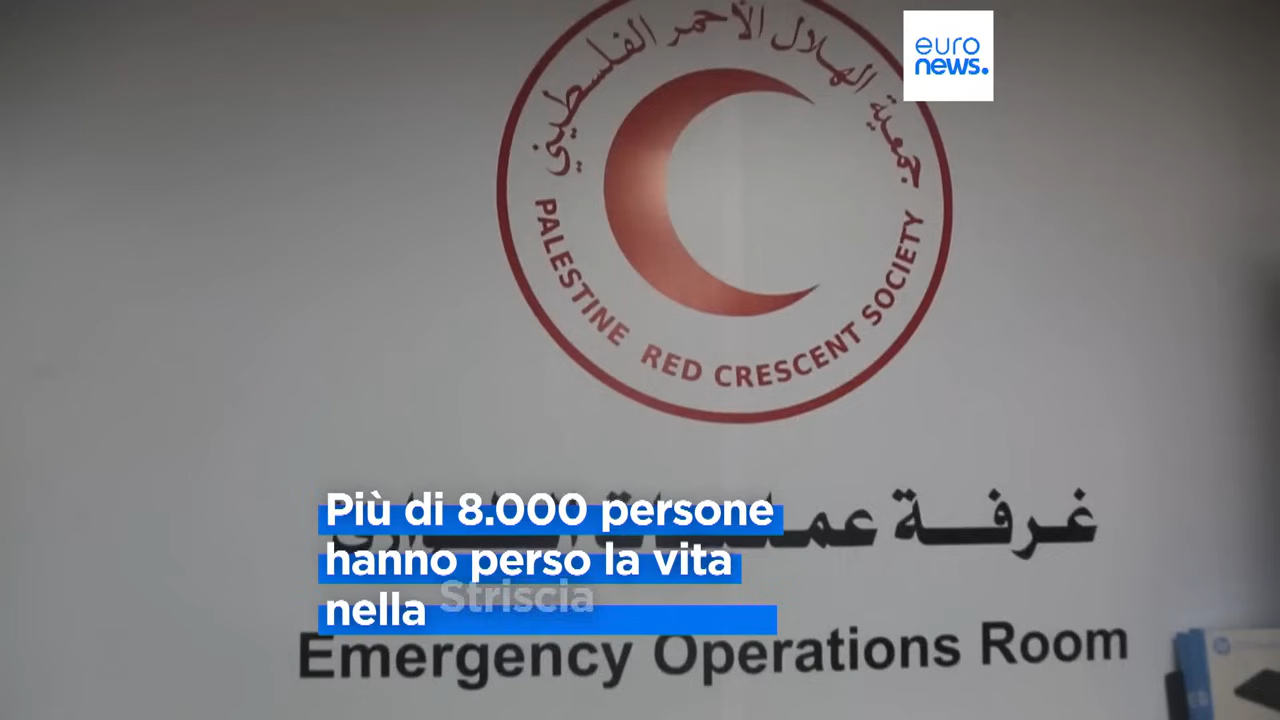 جمعية الهلال الأحمر الفلسطيني
euro
news.
PALESTINE RED CRESCENT SOCIETY
غرفة
Più di 8.000 persone
hanno perso la vita
nella Striscia
Emergency Operations Room